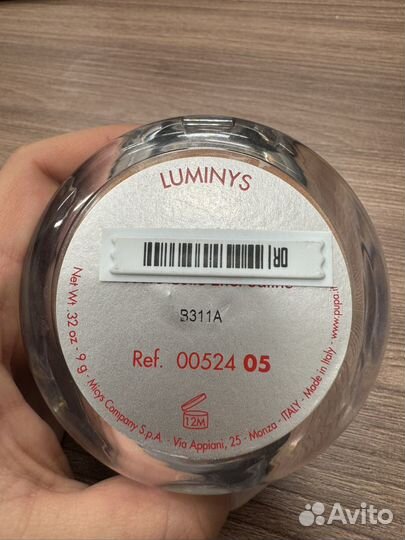 LUMINYS
DR
B311A
Ref. 00524 05
12M
Net Wt. .32 oz - 9 g - Micys Company S.p.A. - Via Appiani, 25 - Monza - ITALY - Made in Italy - www.pupa.it
Avito